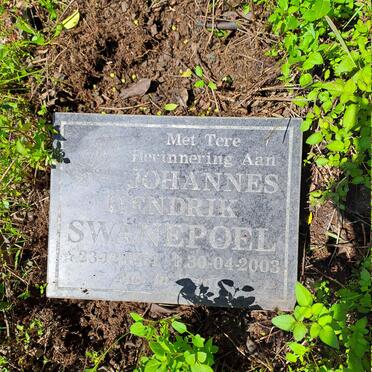 Met Tere
Herinnering Aan
JOHANNES
HENDRIK
SWANEPOEL
30-04-2003